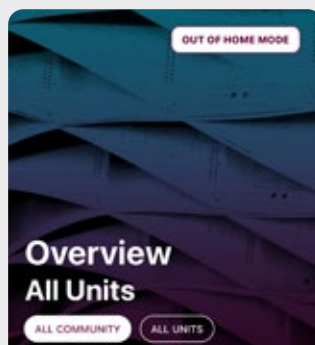 OUT OF HOME MODE
Overview
All Units
ALL COMMUNITY ALL UNITS